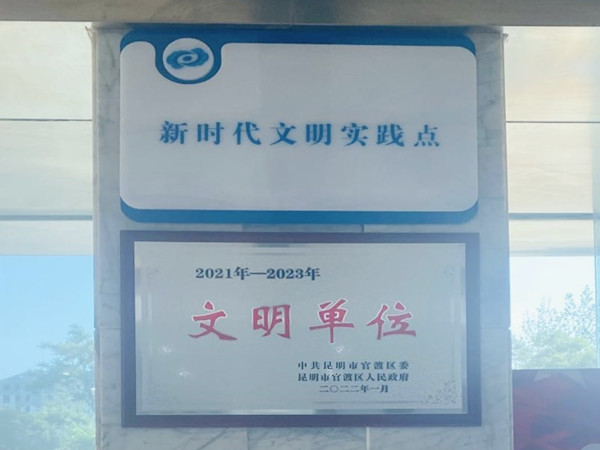 新时代文明实践点
2021年—2023年
文明单位
中共昆明市官渡区委
昆明市官渡区人民政府
二〇二二年一月